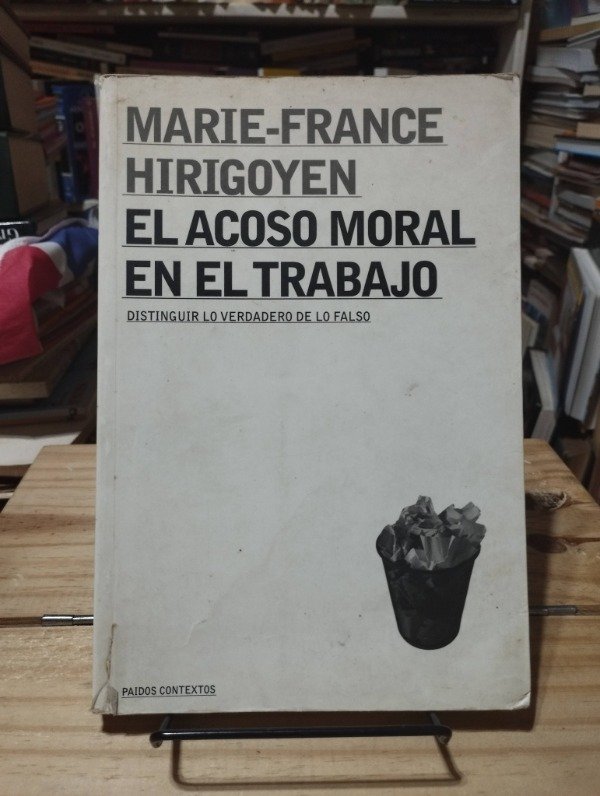 MARIE-FRANCE
HIRIGOYEN
EL ACOSO MORAL
EN EL TRABAJO
DISTINGUIR LO VERDADERO DE LO FALSO
PAIDOS CONTEXTOS